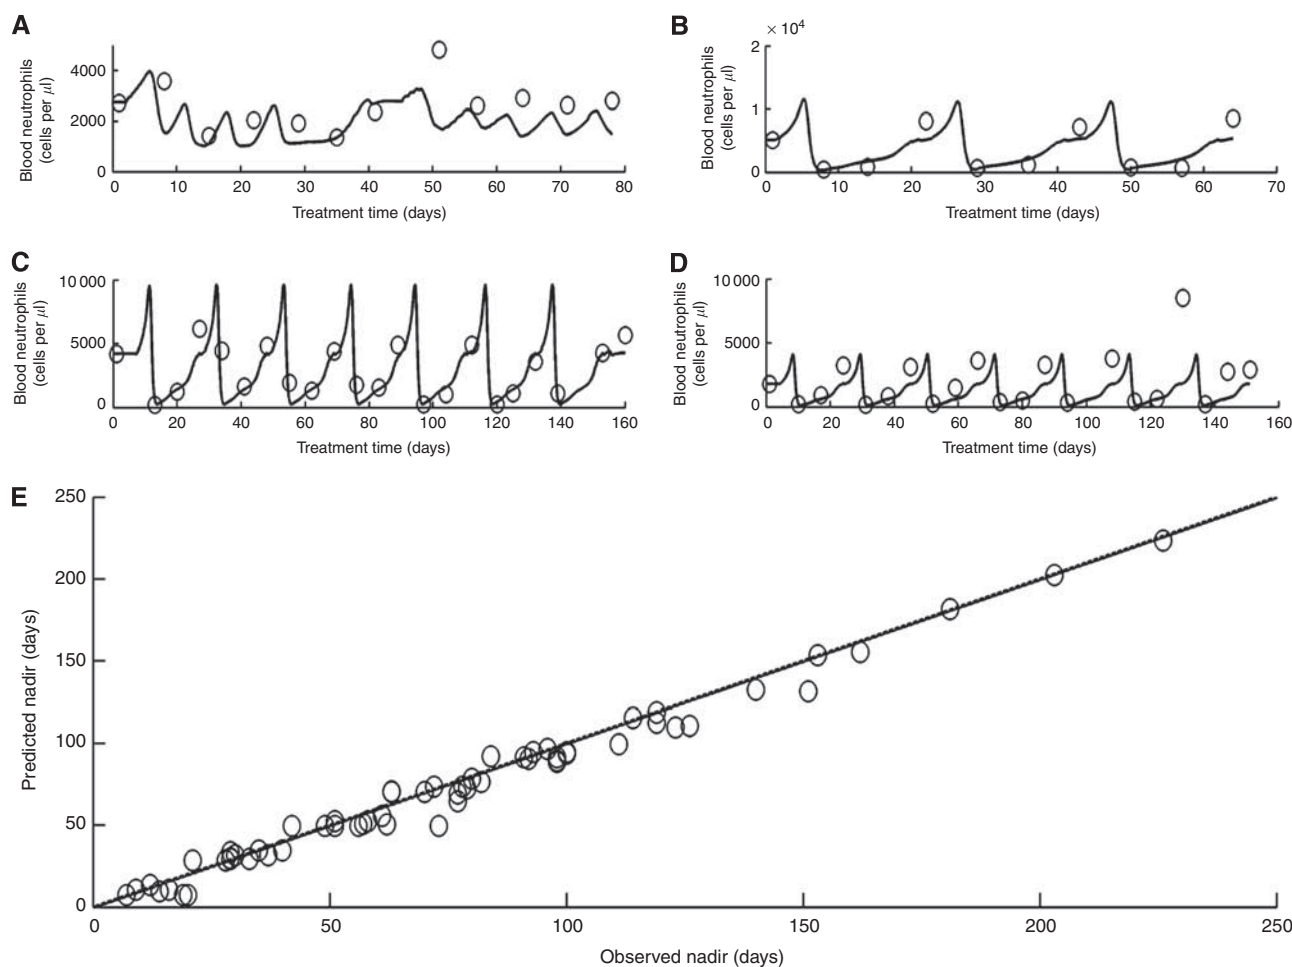 A
Blood neutrophils
(cells per µl)
4000
2000
0
0 10 20 30 40 50 60 70 80
Treatment time (days)
B
× 10⁴
Blood neutrophils
(cells per µl)
2
1
0
0 10 20 30 40 50 60 70
Treatment time (days)
C
Blood neutrophils
(cells per µl)
10 000
5000
0
0 20 40 60 80 100 120 140 160
Treatment time (days)
D
Blood neutrophils
(cells per µl)
10 000
5000
0
0 20 40 60 80 100 120 140 160
Treatment time (days)
E
Predicted nadir (days)
250
200
150
100
50
0
0 50 100 150 200 250
Observed nadir (days)